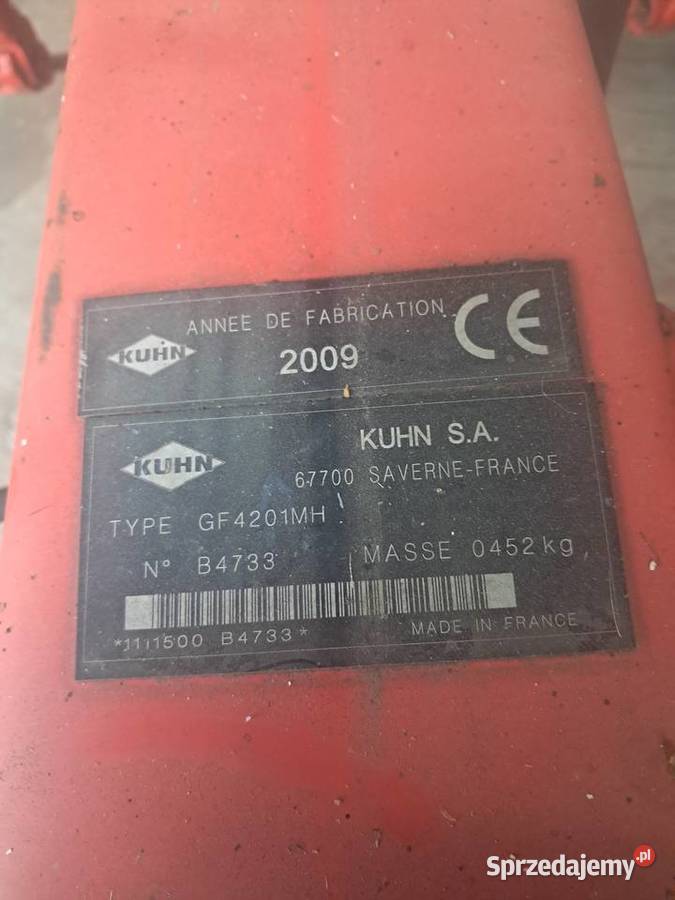 ANNEE DE FABRICATION
KUHN
2009
CE
KUHN
KUHN S.A.
67700 SAVERNE-FRANCE
TYPE GF4201MH
N° B4733 MASSE 0452 kg
B4733*
MADE IN FRANCE
Sprzedajemy.pl